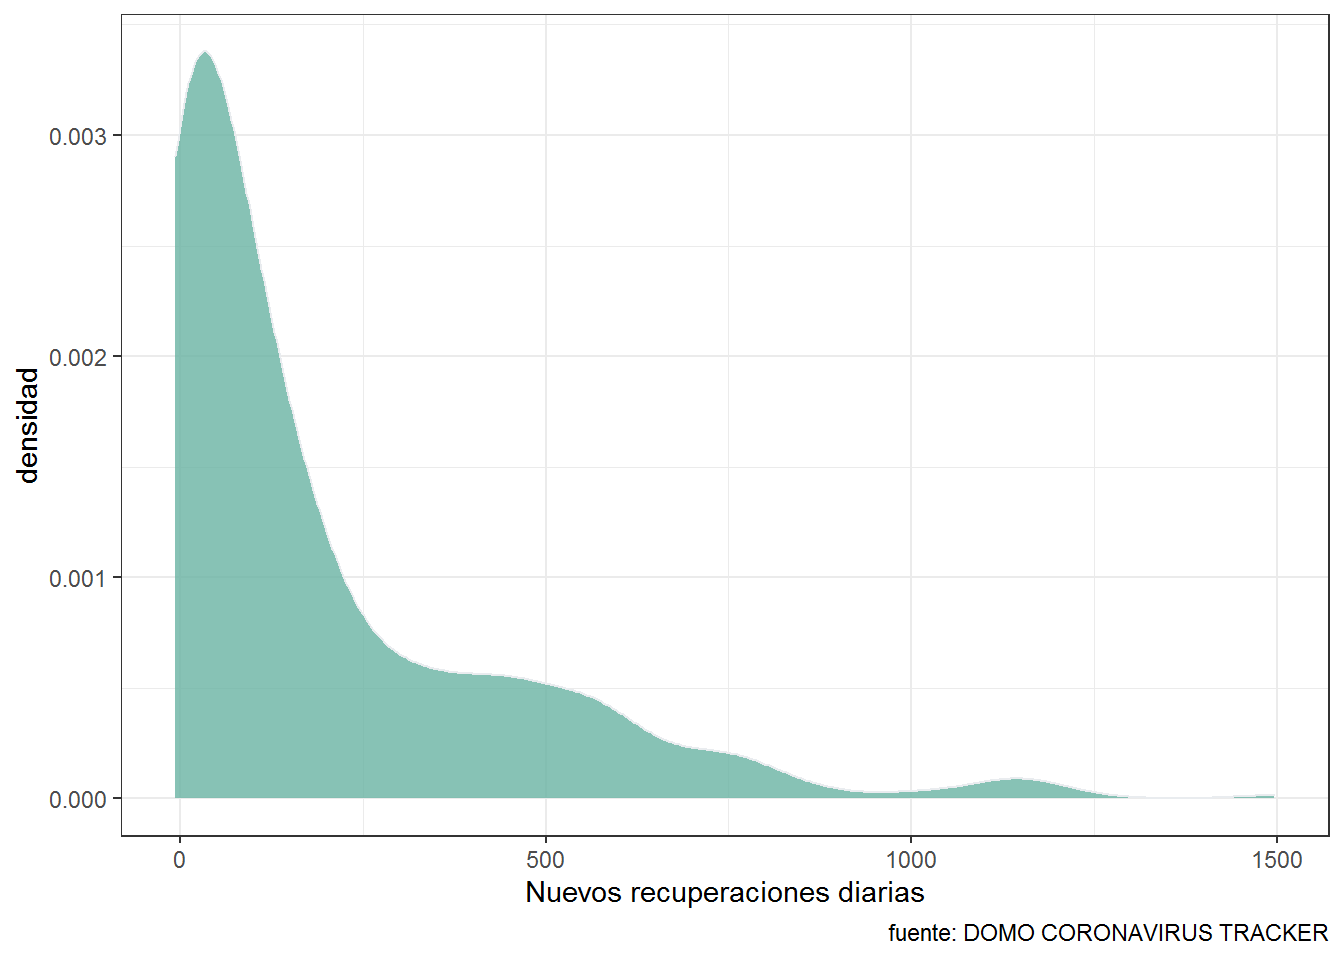 densidad
0.003
0.002
0.001
0.000
0
500
1000
1500
Nuevos recuperaciones diarias
fuente: DOMO CORONAVIRUS TRACKER